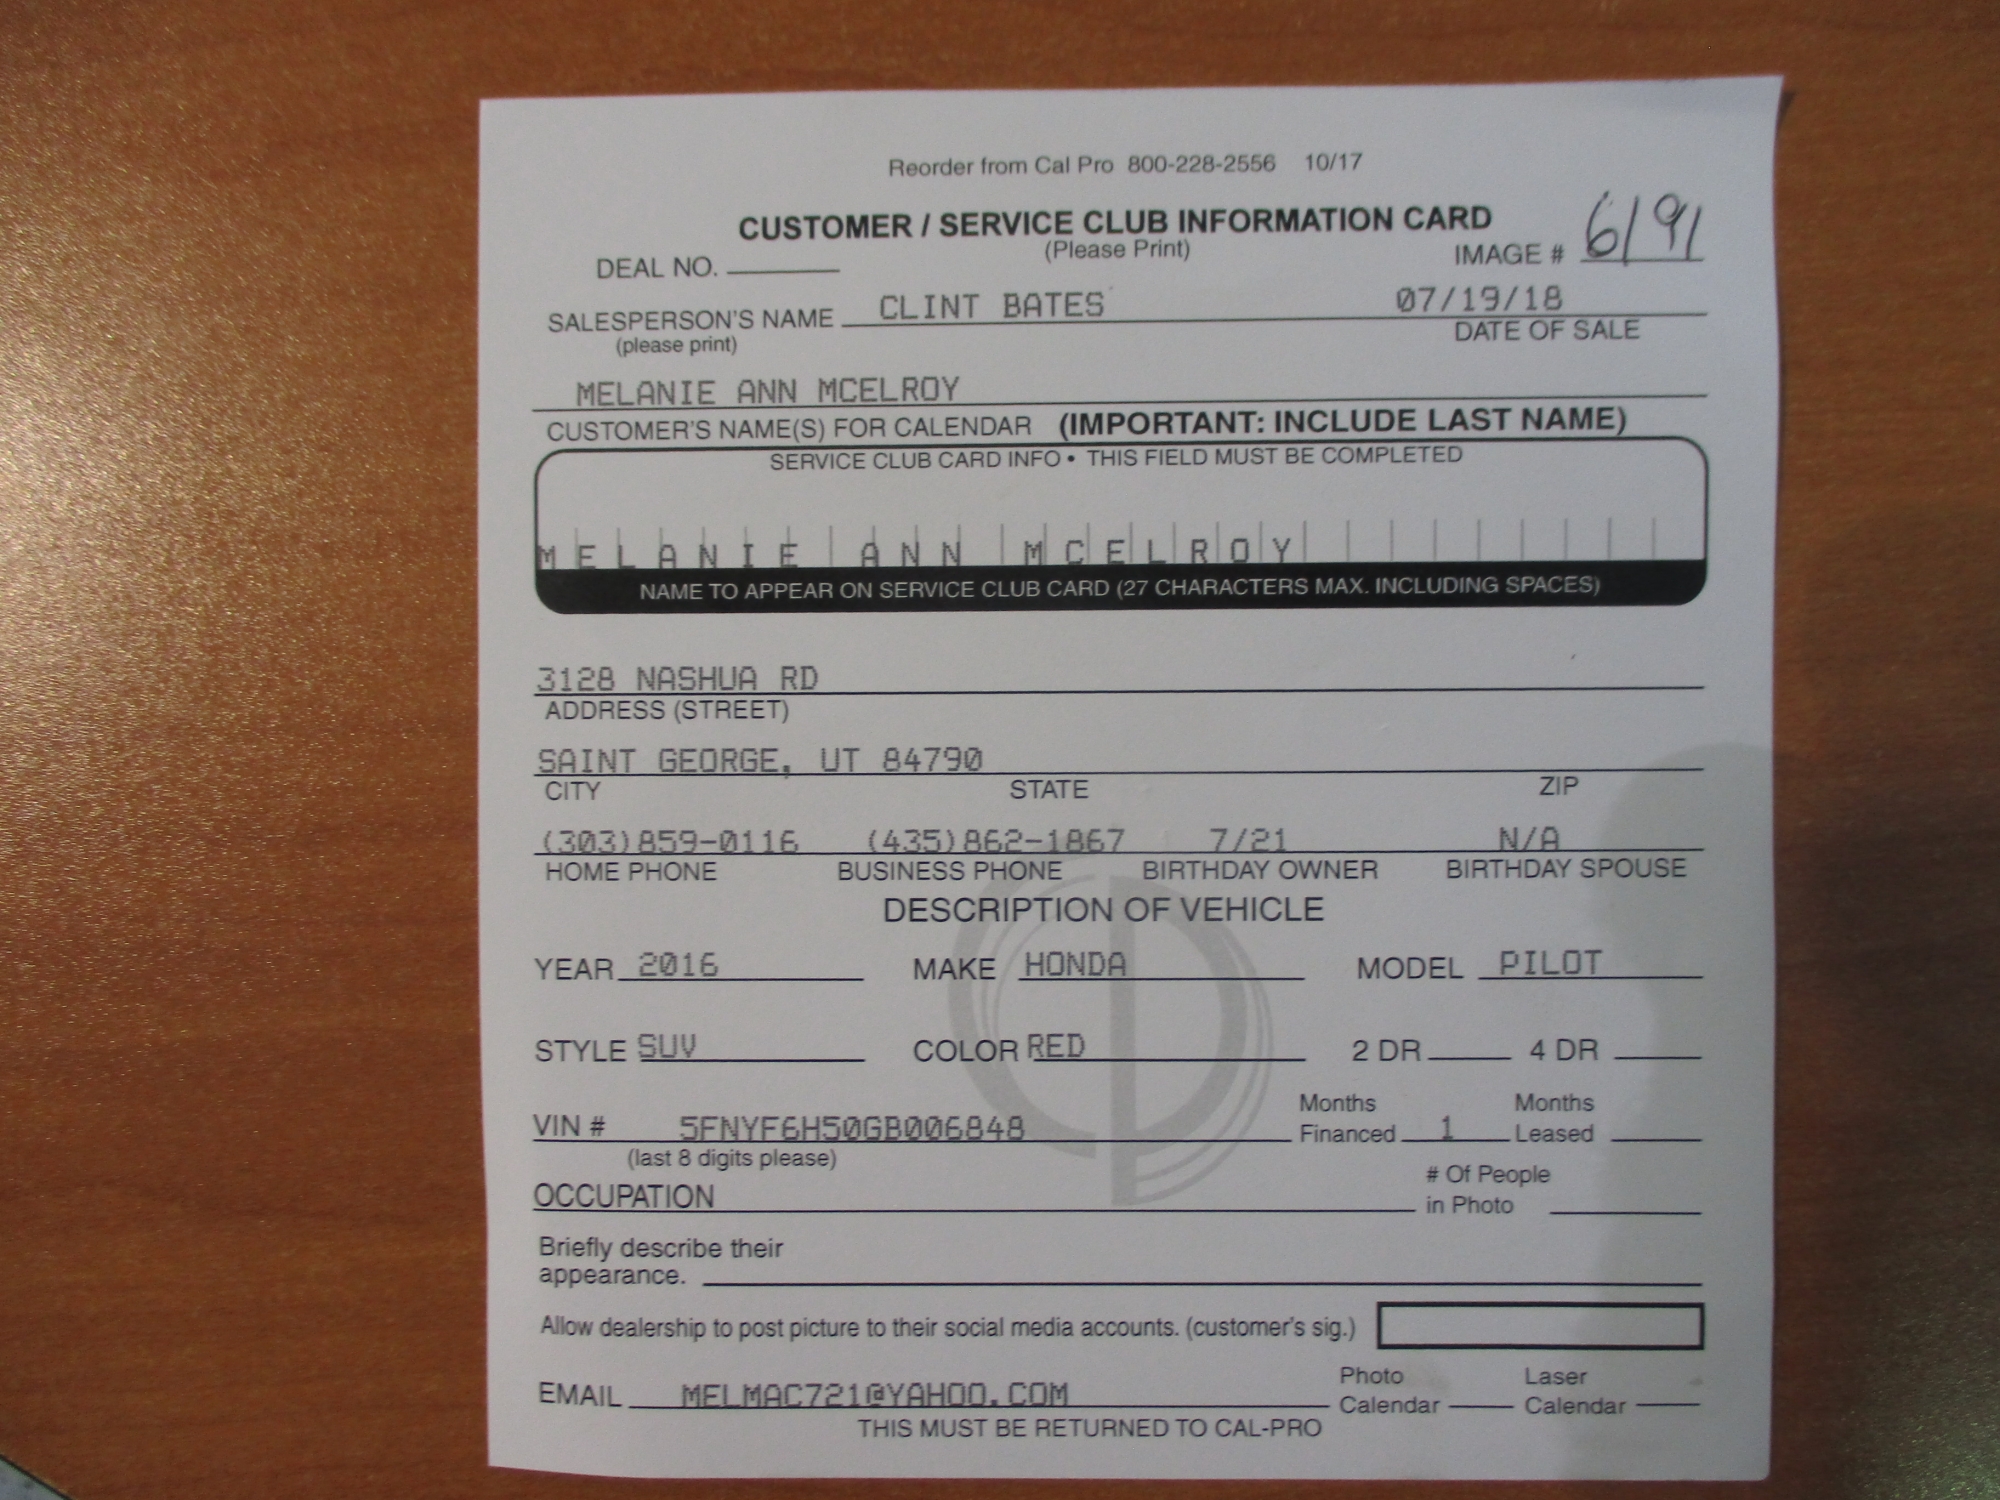 Reorder from Cal Pro 800-228-2556 10/17
CUSTOMER / SERVICE CLUB INFORMATION CARD
(Please Print)
DEAL NO. IMAGE # 6191
SALESPERSON'S NAME CLINT BATES 07/19/18
(please print) DATE OF SALE
MELANIE ANN MCELROY
CUSTOMER'S NAME(S) FOR CALENDAR (IMPORTANT: INCLUDE LAST NAME)
SERVICE CLUB CARD INFO • THIS FIELD MUST BE COMPLETED
MELANIE ANN MCELROY
NAME TO APPEAR ON SERVICE CLUB CARD (27 CHARACTERS MAX. INCLUDING SPACES)
3128 NASHUA RD
ADDRESS (STREET)
SAINT GEORGE, UT 84790
CITY STATE ZIP
(303)859-0116 (435)862-1867 7/21 N/A
HOME PHONE BUSINESS PHONE BIRTHDAY OWNER BIRTHDAY SPOUSE
DESCRIPTION OF VEHICLE
YEAR 2016 MAKE HONDA MODEL PILOT
STYLE SUV COLOR RED 2 DR 4 DR
VIN # 5FNYF6H50GB006848 Months Financed 1 Months Leased
(last 8 digits please)
OCCUPATION # Of People in Photo
Briefly describe their
appearance.
Allow dealership to post picture to their social media accounts. (customer's sig.)
EMAIL MELMAC721@YAHOO.COM Photo Calendar Laser Calendar
THIS MUST BE RETURNED TO CAL-PRO